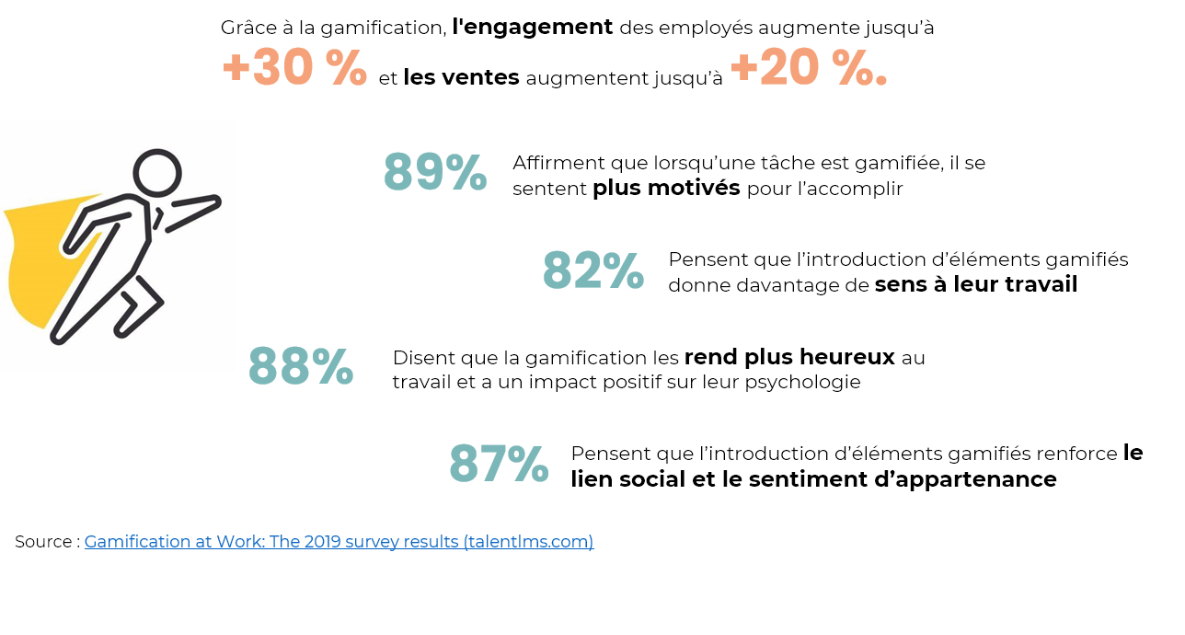 Grâce à la gamification, l'engagement des employés augmente jusqu’à
+30 % et les ventes augmentent jusqu’à +20 %.
89%
Affirment que lorsqu’une tâche est gamifiée, il se
sentent plus motivés pour l’accomplir
82%
Pensent que l’introduction d’éléments gamifiés
donne davantage de sens à leur travail
88%
Disent que la gamification les rend plus heureux au
travail et a un impact positif sur leur psychologie
87%
Pensent que l’introduction d’éléments gamifiés renforce le
lien social et le sentiment d’appartenance
Source : Gamification at Work: The 2019 survey results (talentlms.com)